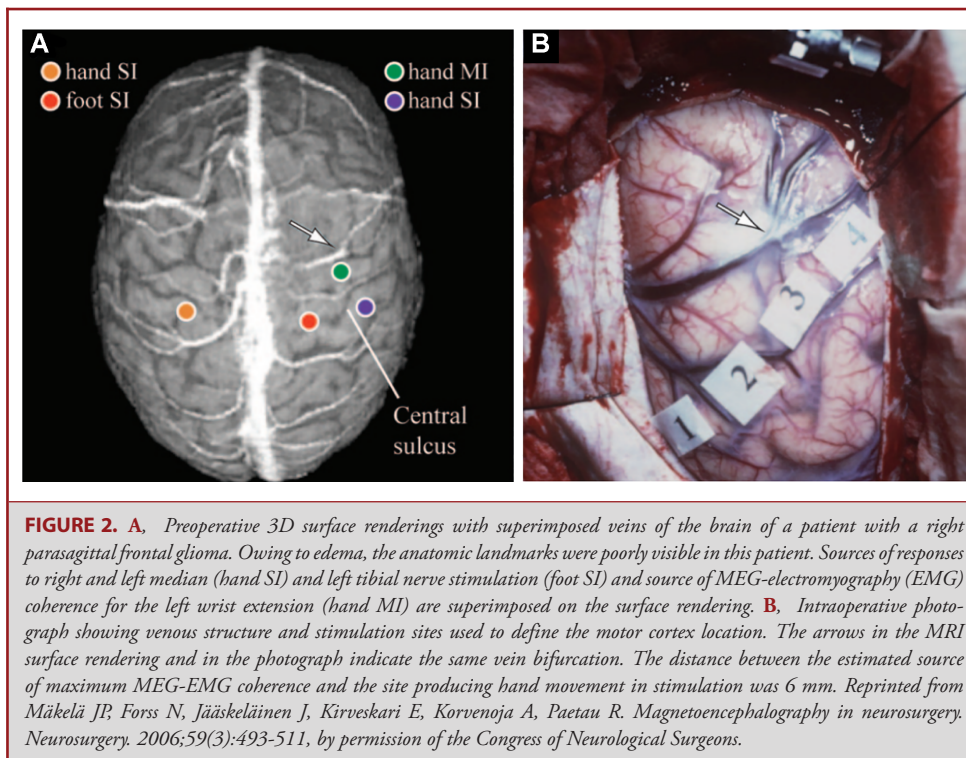 A
hand SI
foot SI
hand MI
hand SI
Central
sulcus
B
1
2
3
4
FIGURE 2. A, Preoperative 3D surface renderings with superimposed veins of the brain of a patient with a right
parasagittal frontal glioma. Owing to edema, the anatomic landmarks were poorly visible in this patient. Sources of responses
to right and left median (hand SI) and left tibial nerve stimulation (foot SI) and source of MEG-electromyography (EMG)
coherence for the left wrist extension (hand MI) are superimposed on the surface rendering. B, Intraoperative photo-
graph showing venous structure and stimulation sites used to define the motor cortex location. The arrows in the MRI
surface rendering and in the photograph indicate the same vein bifurcation. The distance between the estimated source
of maximum MEG-EMG coherence and the site producing hand movement in stimulation was 6 mm. Reprinted from
Mäkelä JP, Forss N, Jääskeläinen J, Kirveskari E, Korvenoja A, Paetau R. Magnetoencephalography in neurosurgery.
Neurosurgery. 2006;59(3):493-511, by permission of the Congress of Neurological Surgeons.